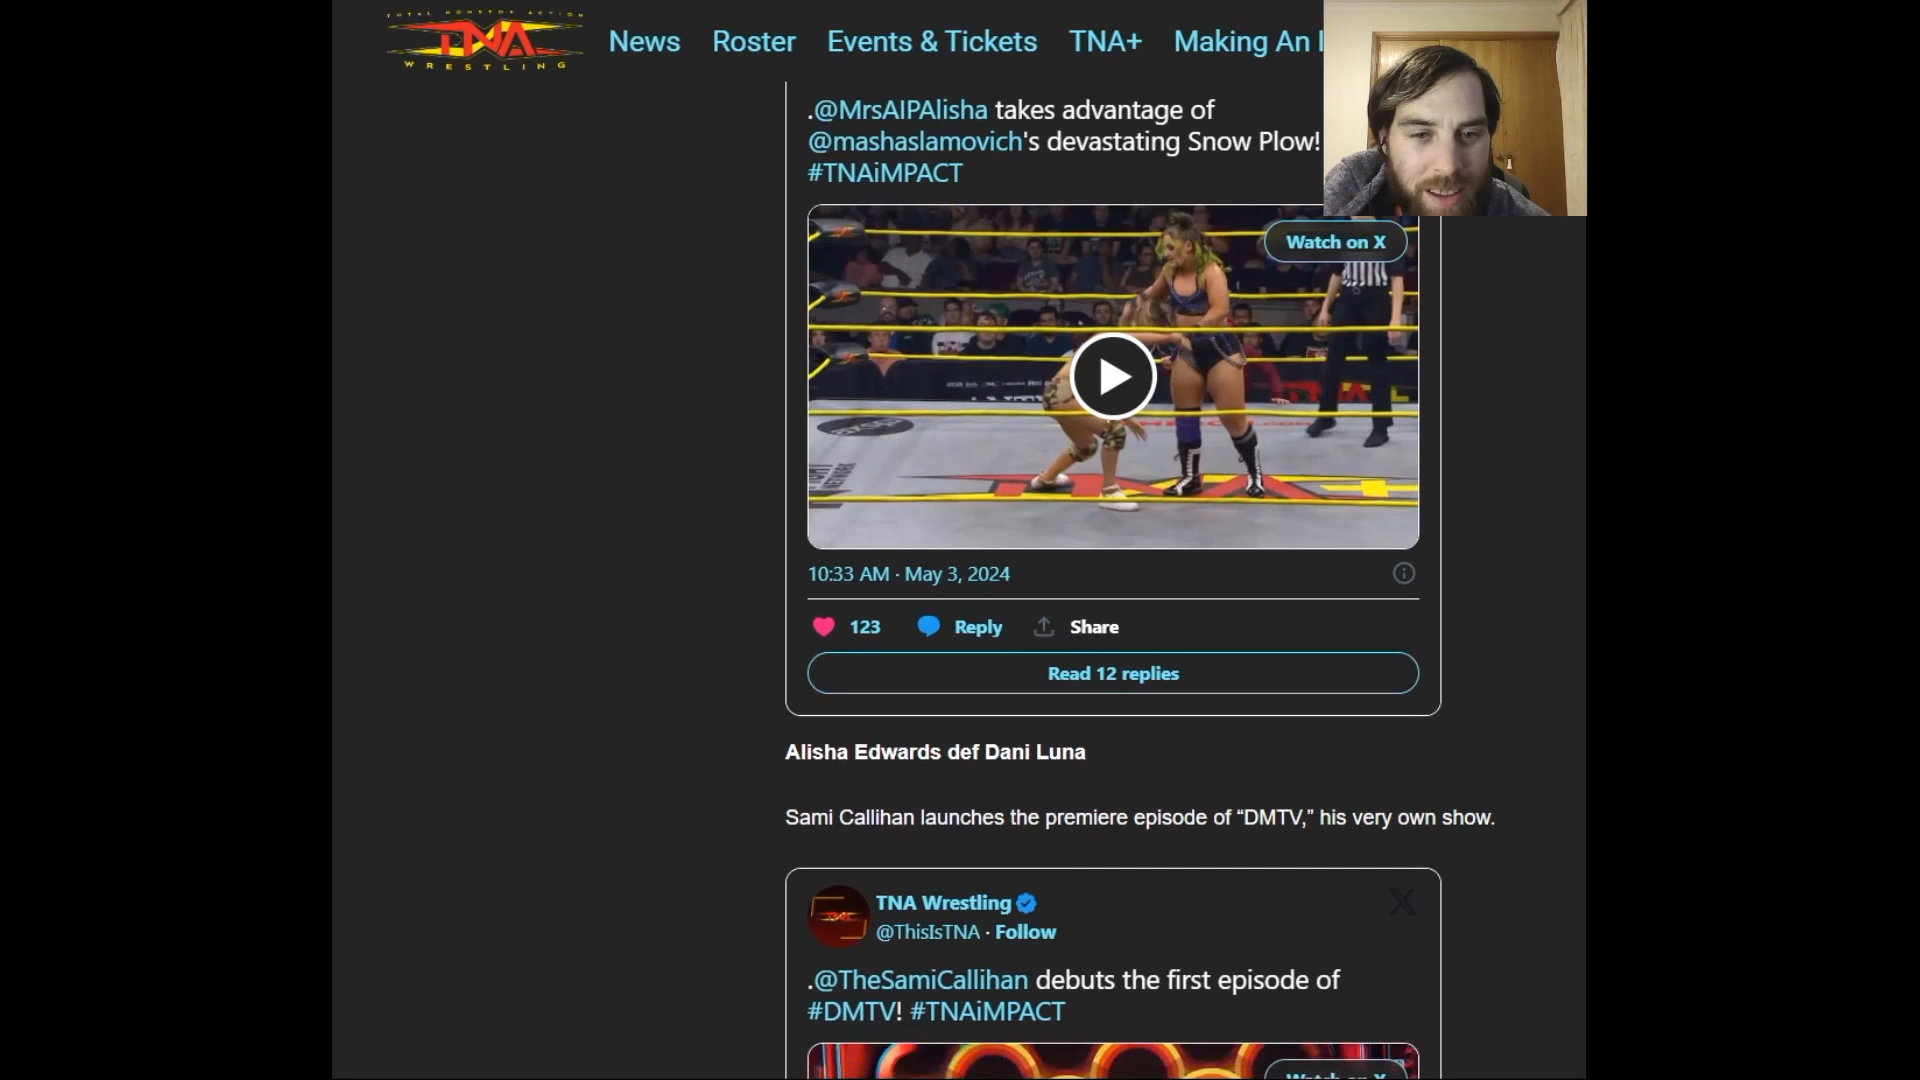 TOTAL NONSTOP ACTION
TNA
WRESTLING
News
Roster
Events & Tickets
TNA+
Making An I
.@MrsAIPAlisha takes advantage of
@mashaslamovich's devastating Snow Plow!
#TNAiMPACT
Watch on X
10:33 AM · May 3, 2024
123
Reply
Share
Read 12 replies
Alisha Edwards def Dani Luna
Sami Callihan launches the premiere episode of “DMTV,” his very own show.
TNA Wrestling
@ThisIsTNA · Follow
.@TheSamiCallihan debuts the first episode of
#DMTV! #TNAiMPACT
Watch on X